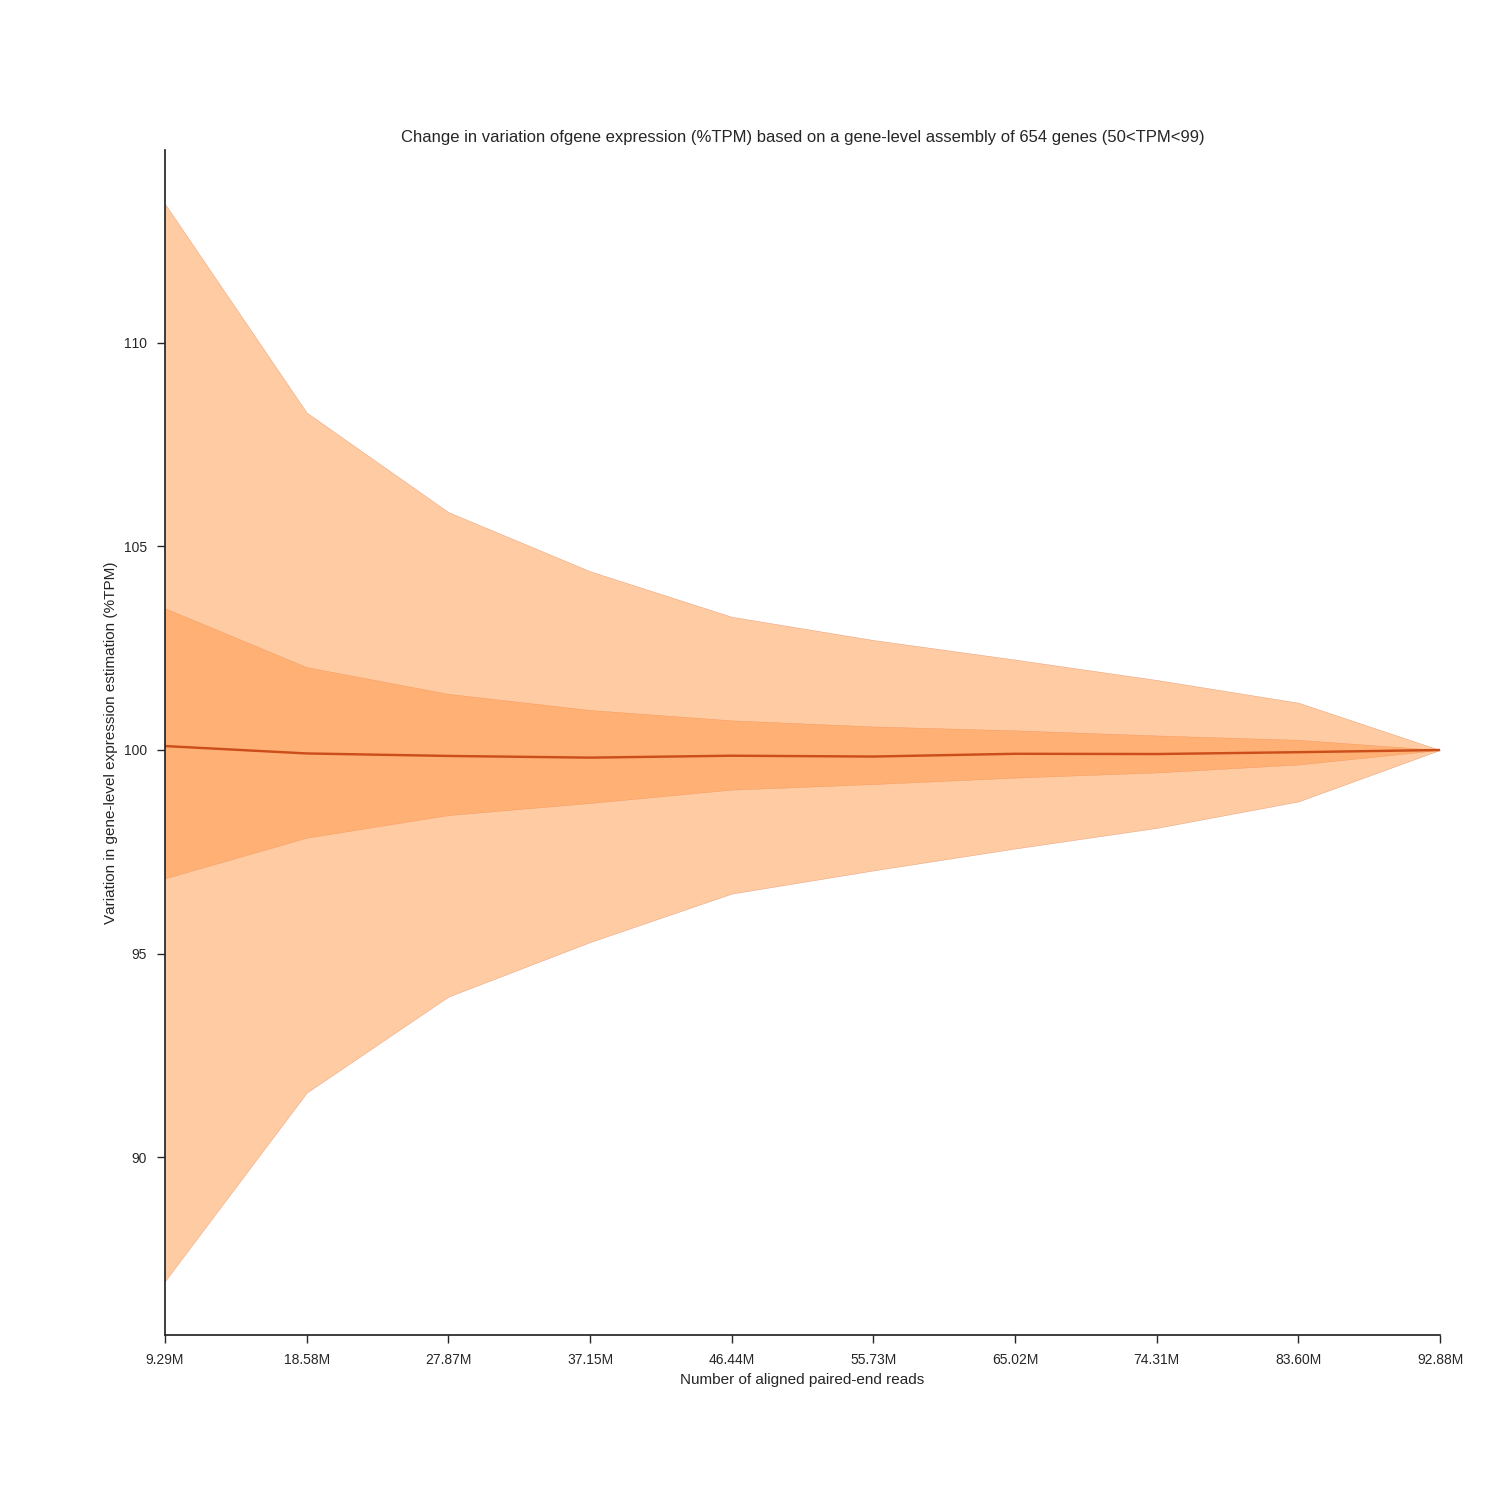 Change in variation ofgene expression (%TPM) based on a gene-level assembly of 654 genes (50<TPM<99)
Variation in gene-level expression estimation (%TPM)
110
105
100
95
90
9.29M 18.58M 27.87M 37.15M 46.44M 55.73M 65.02M 74.31M 83.60M 92.88M
Number of aligned paired-end reads